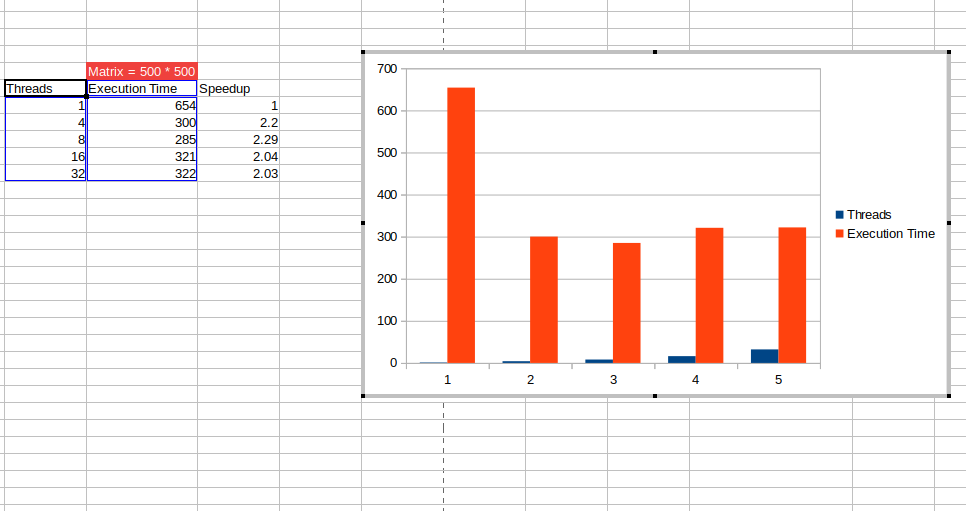 Matrix = 500 * 500
Threads Execution Time Speedup
1 654 1
4 300 2.2
8 285 2.29
16 321 2.04
32 322 2.03
700
600
500
400
300
200
100
0
1 2 3 4 5
Threads
Execution Time